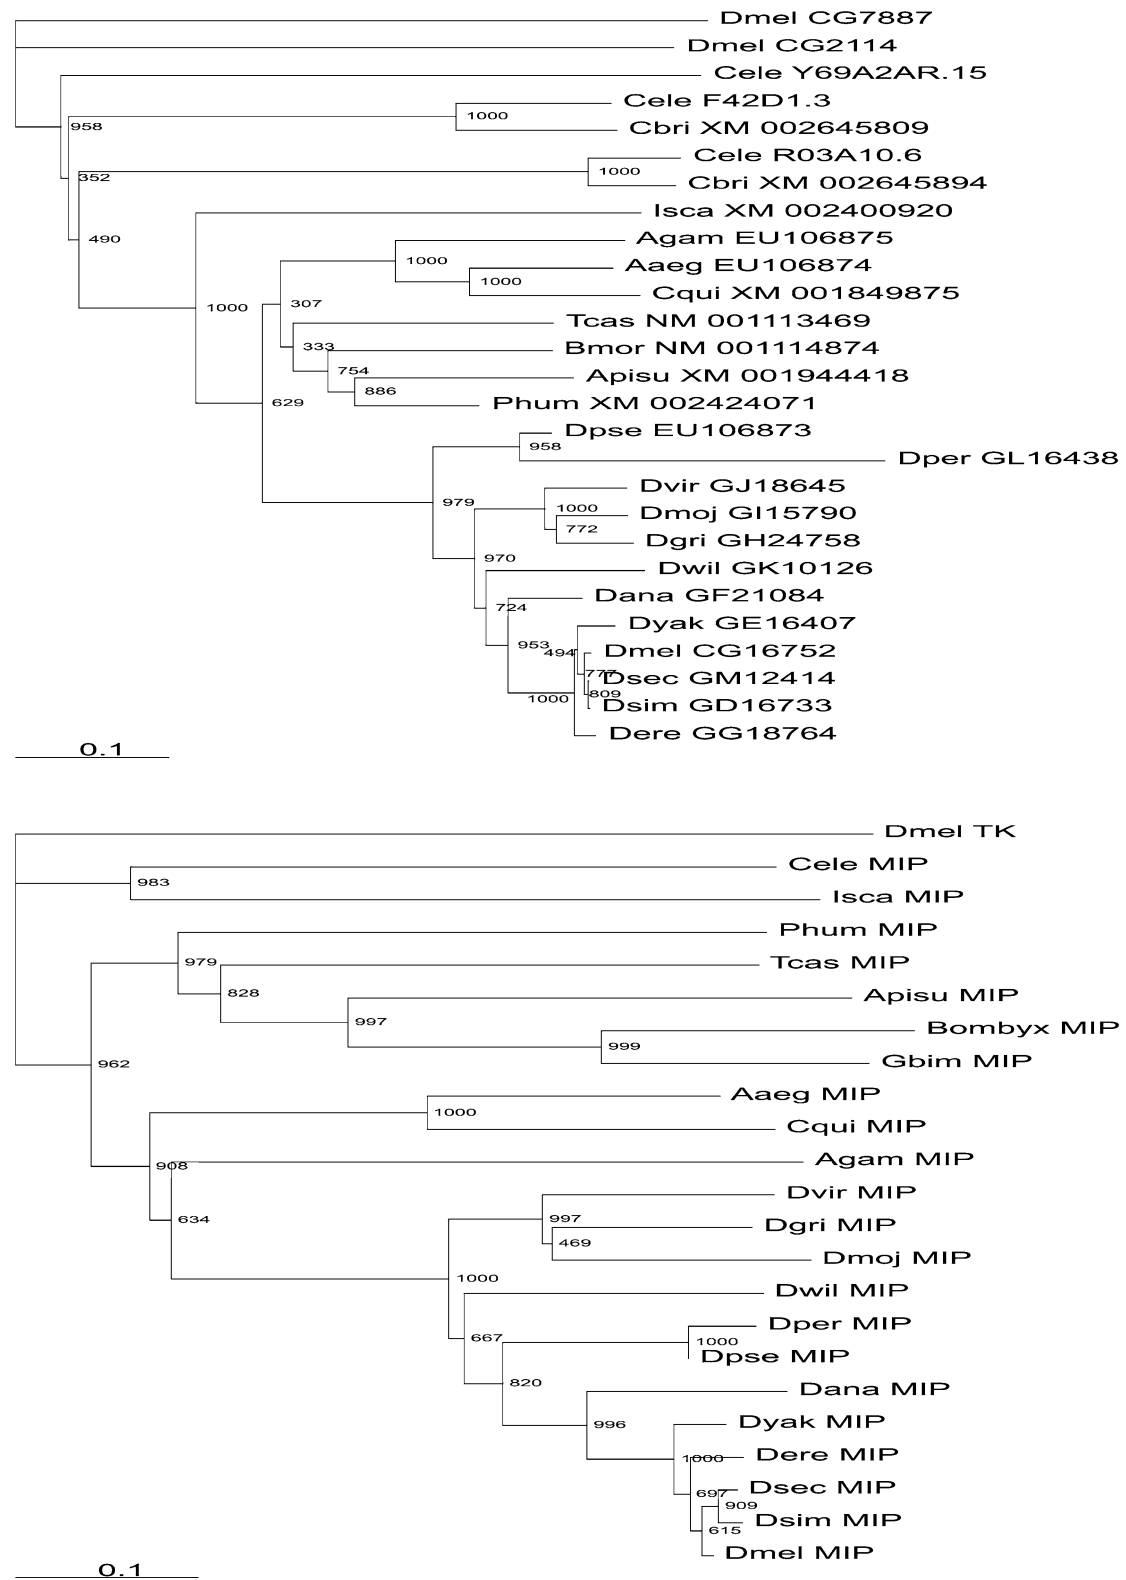 Dmel CG7887
Dmel CG2114
Cele Y69A2AR.15
Cele F42D1.3
1000
958
Cbri XM 002645809
Cele R03A10.6
1000
352
Cbri XM 002645894
Isca XM 002400920
490
Agam EU106875
1000
Aaeg EU106874
1000
Cqui XM 001849875
307
1000
Tcas NM 001113469
333
Bmor NM 001114874
754
Apisu XM 001944418
886
629
Phum XM 002424071
Dpse EU106873
958
Dper GL16438
Dvir GJ18645
979
1000
Dmoj GI15790
772
Dgri GH24758
970
Dwil GK10126
Dana GF21084
724
Dyak GE16407
953
494
Dmel CG16752
777
Dsec GM12414
809
1000
Dsim GD16733
Dere GG18764
0.1
Dmel TK
Cele MIP
983
Isca MIP
Phum MIP
979
Tcas MIP
828
Apisu MIP
997
Bombyx MIP
999
962
Gbim MIP
Aaeg MIP
1000
Cqui MIP
908
Agam MIP
Dvir MIP
634
997
Dgri MIP
469
Dmoj MIP
1000
Dwil MIP
Dper MIP
667
1000
Dpse MIP
820
Dana MIP
996
Dyak MIP
1000
Dere MIP
697
Dsec MIP
909
Dsim MIP
615
Dmel MIP
0.1